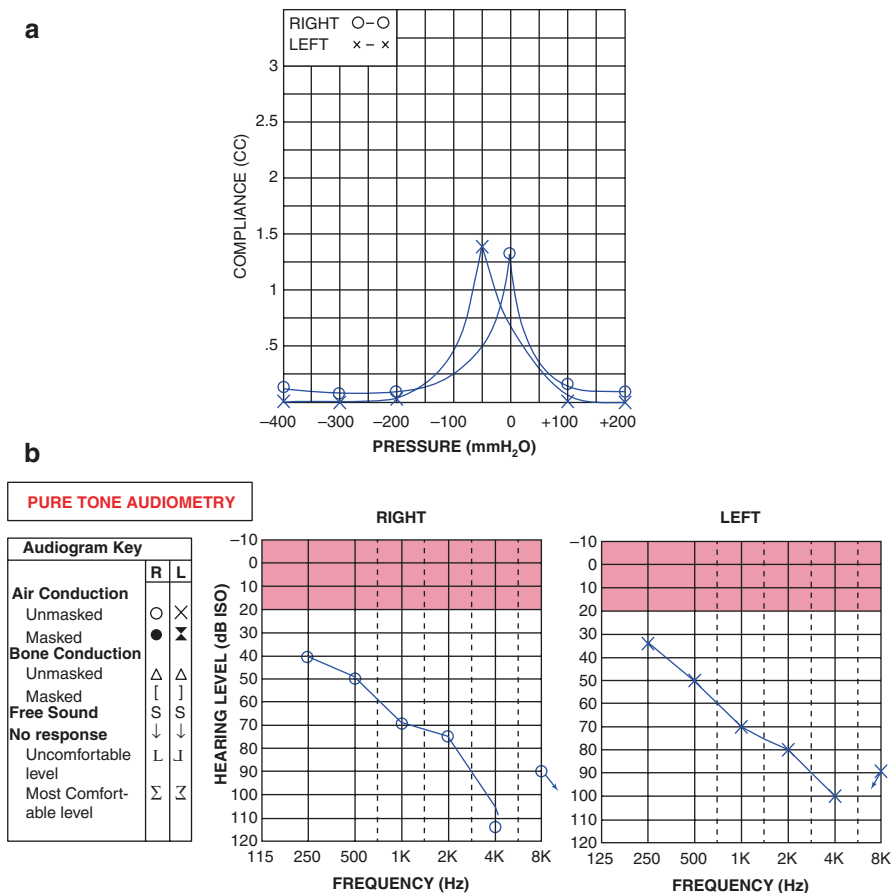 a
RIGHT O–O
LEFT ×–×
3
2.5
2
1.5
1
.5
COMPLIANCE (CC)
–400 –300 –200 –100 0 +100 +200
PRESSURE (mmH₂O)
b
PURE TONE AUDIOMETRY
Audiogram Key
R L
Air Conduction
Unmasked
Masked
Bone Conduction
Unmasked
Masked [ ]
Free Sound S S
No response ↓ ↓
Uncomfortable
level
Most Comfort-
able level
RIGHT
HEARING LEVEL (dB ISO)
–10
0
10
20
30
40
50
60
70
80
90
100
110
120
115 250 500 1K 2K 4K 8K
FREQUENCY (Hz)
LEFT
–10
0
10
20
30
40
50
60
70
80
90
100
110
120
125 250 500 1K 2K 4K 8K
FREQUENCY (Hz)